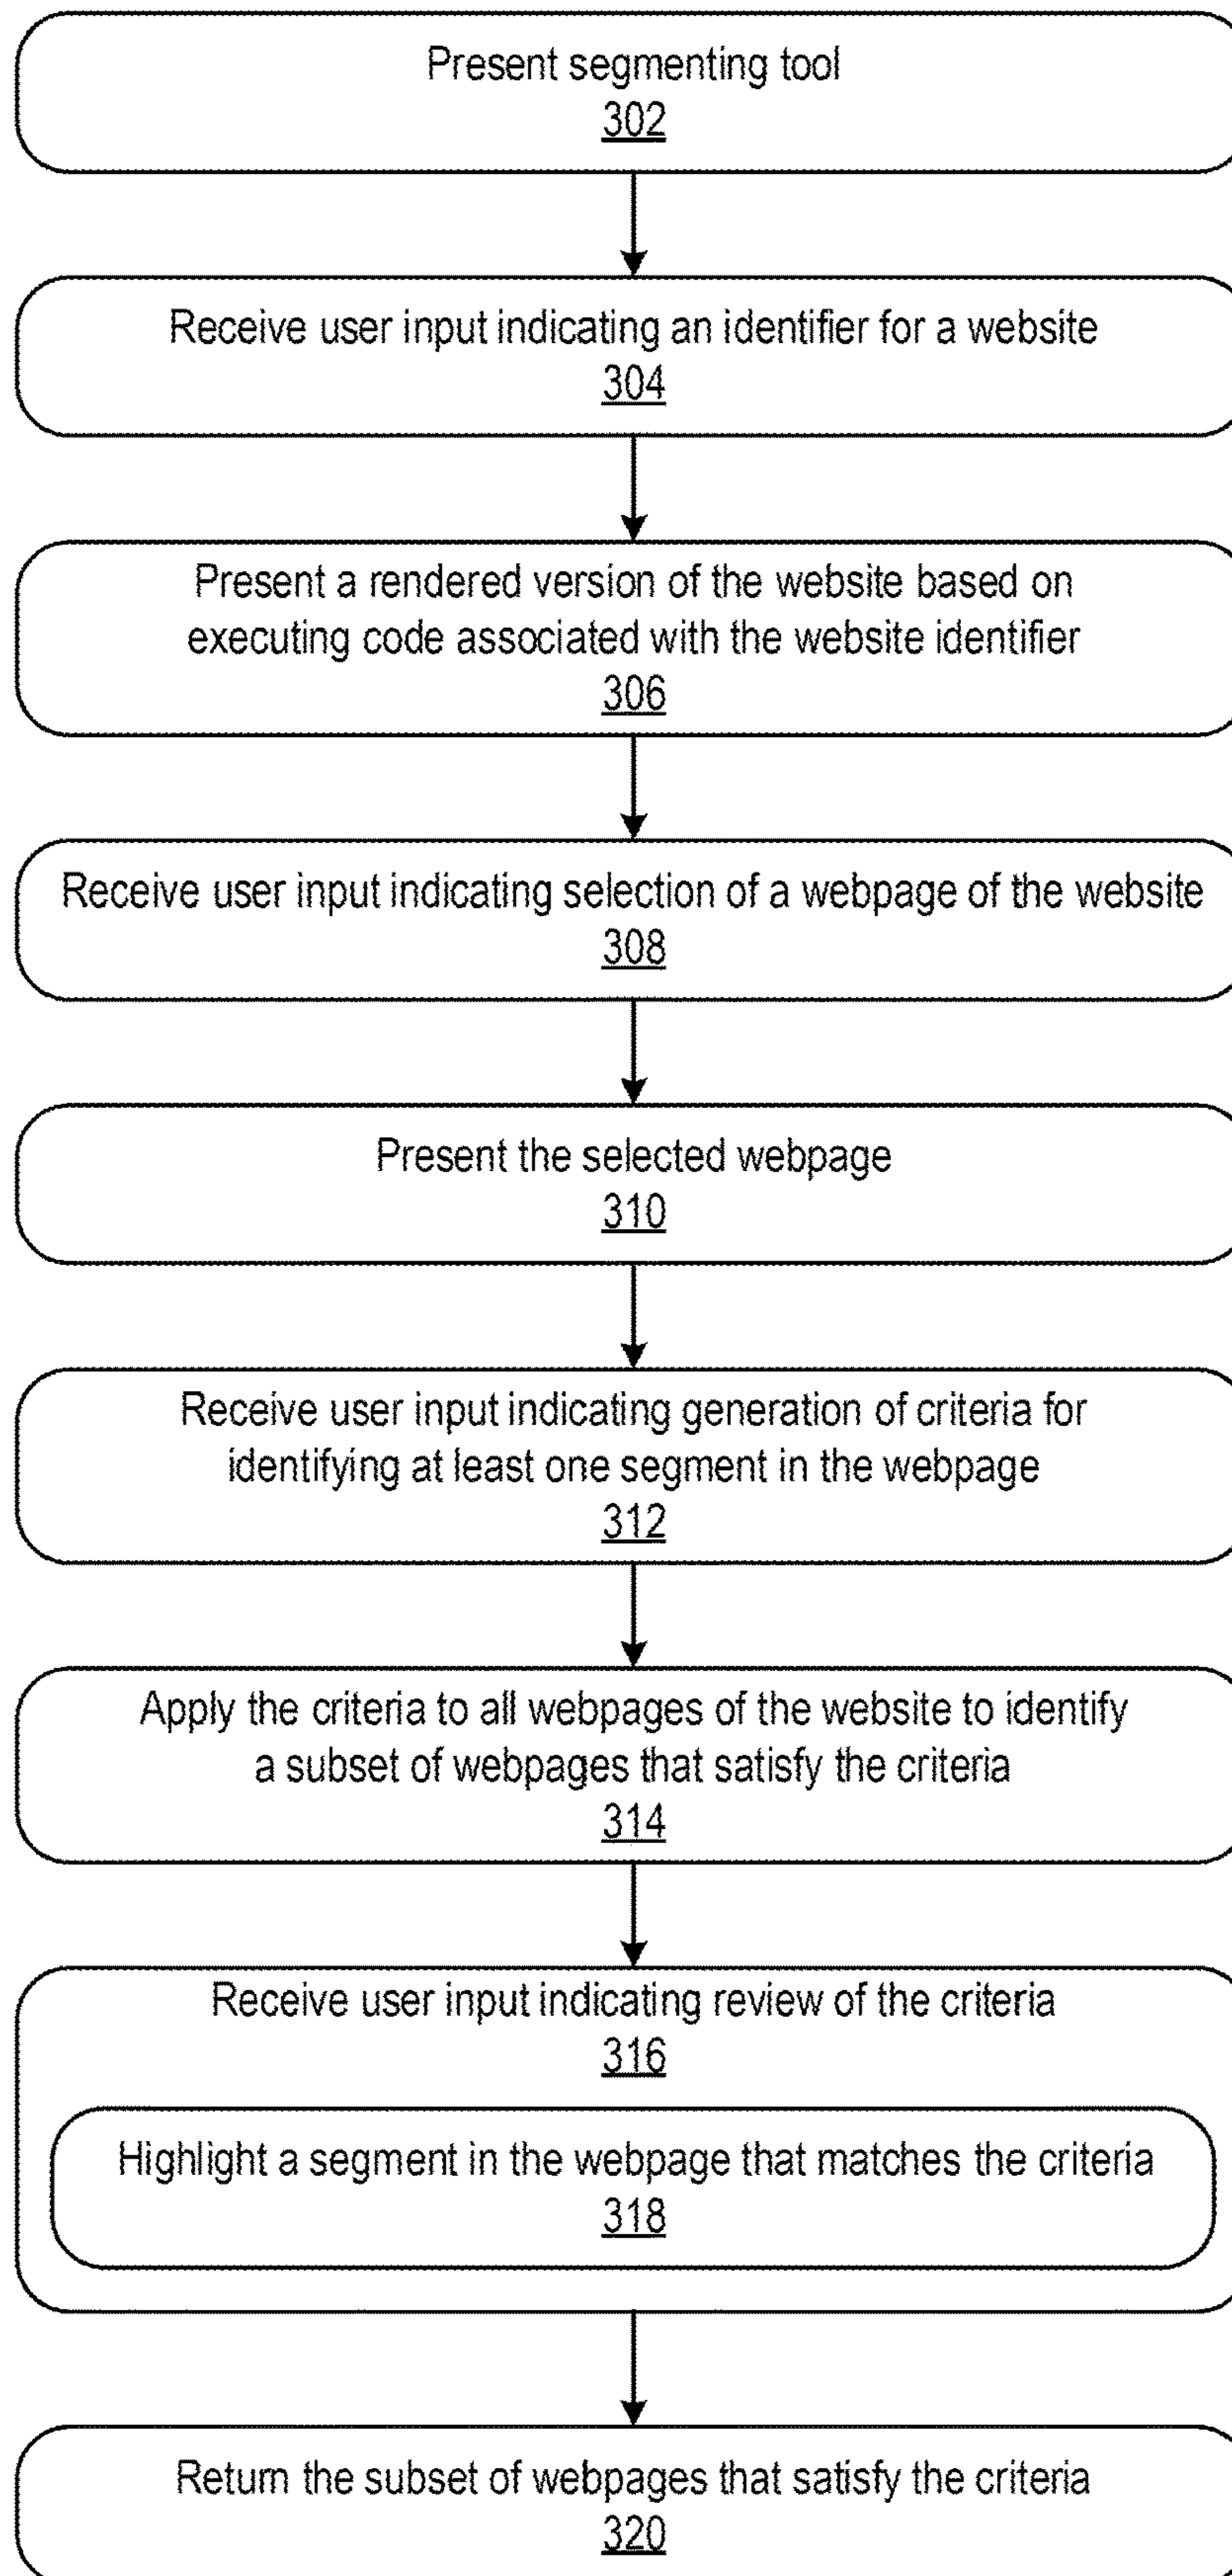 Present segmenting tool
302
Receive user input indicating an identifier for a website
304
Present a rendered version of the website based on
executing code associated with the website identifier
306
Receive user input indicating selection of a webpage of the website
308
Present the selected webpage
310
Receive user input indicating generation of criteria for
identifying at least one segment in the webpage
312
Apply the criteria to all webpages of the website to identify
a subset of webpages that satisfy the criteria
314
Receive user input indicating review of the criteria
316
Highlight a segment in the webpage that matches the criteria
318
Return the subset of webpages that satisfy the criteria
320